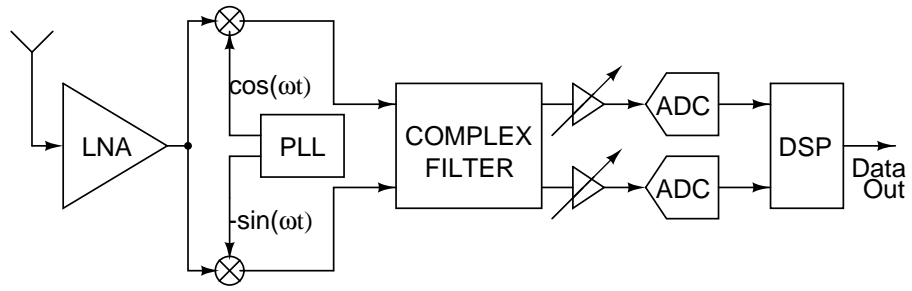 LNA
cos(ωt)
PLL
-sin(ωt)
COMPLEX
FILTER
ADC
ADC
DSP
Data
Out